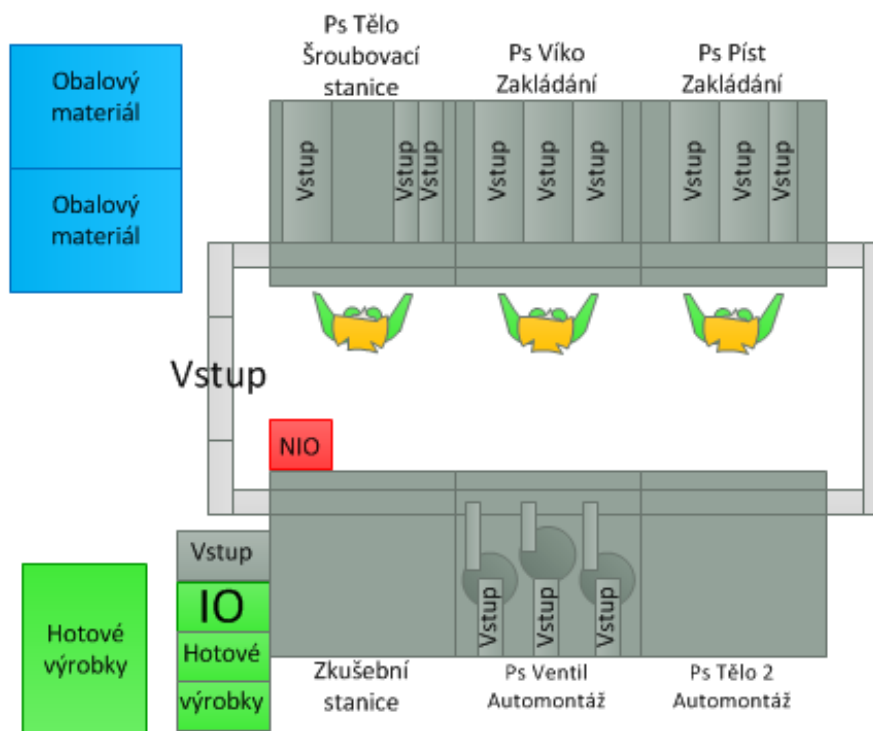 Ps Tělo
Šroubovací
stanice
Ps Víko
Zakládání
Ps Píst
Zakládání
Obalový
materiál
Obalový
materiál
Vstup
Vstup
Vstup
Vstup
Vstup
Vstup
Vstup
Vstup
Vstup
Vstup
NIO
Vstup
IO
Hotové
výrobky
Hotové
výrobky
Vstup
Vstup
Vstup
Zkušební
stanice
Ps Ventil
Automontáž
Ps Tělo 2
Automontáž